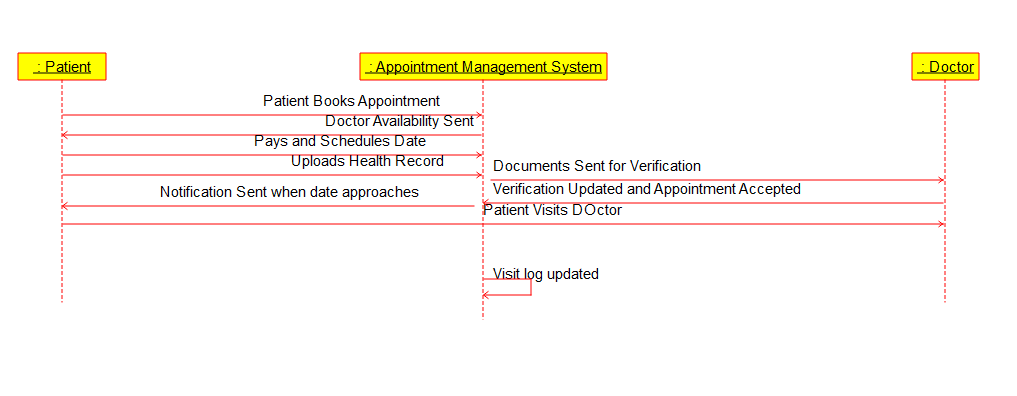 : Patient
: Appointment Management System
: Doctor
Patient Books Appointment
Doctor Availability Sent
Pays and Schedules Date
Uploads Health Record
Documents Sent for Verification
Verification Updated and Appointment Accepted
Notification Sent when date approaches
Patient Visits DOctor
Visit log updated